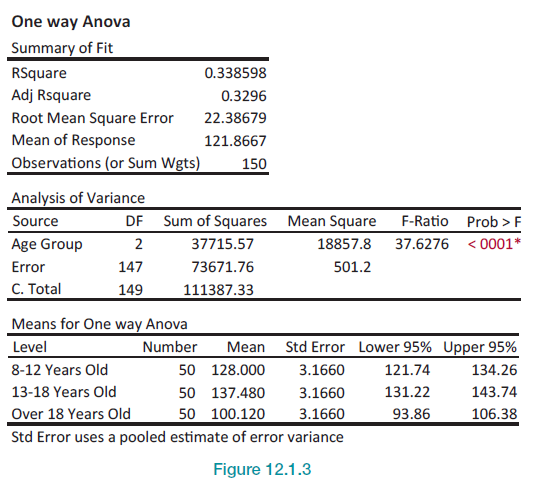 One way Anova
Summary of Fit
RSquare 0.338598
Adj Rsquare 0.3296
Root Mean Square Error 22.38679
Mean of Response 121.8667
Observations (or Sum Wgts) 150
Analysis of Variance
Source DF Sum of Squares Mean Square F-Ratio Prob > F
Age Group 2 37715.57 18857.8 37.6276 < 0001*
Error 147 73671.76 501.2
C. Total 149 111387.33
Means for One way Anova
Level Number Mean Std Error Lower 95% Upper 95%
8-12 Years Old 50 128.000 3.1660 121.74 134.26
13-18 Years Old 50 137.480 3.1660 131.22 143.74
Over 18 Years Old 50 100.120 3.1660 93.86 106.38
Std Error uses a pooled estimate of error variance
Figure 12.1.3